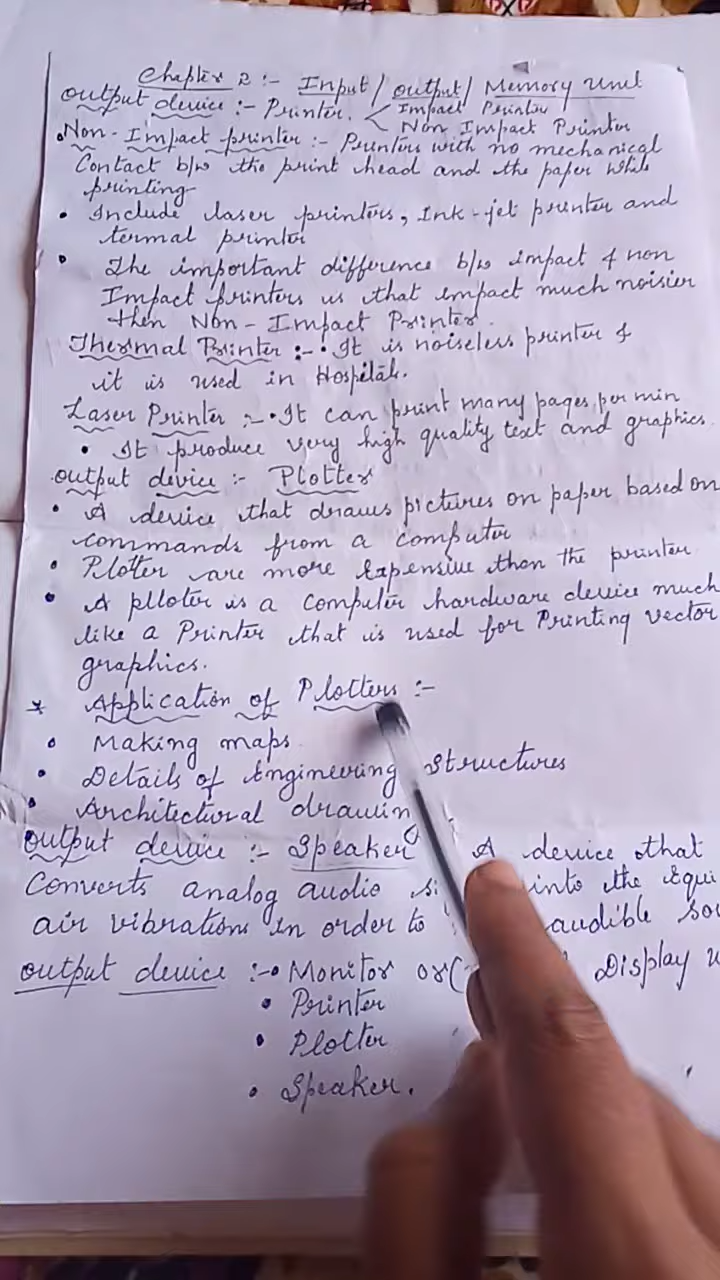 Chapter 2 :- Input / output / Memory Unit
output device :- Printer. < Impact Printer
Non Impact Printer
• Non - Impact printer :- Printers with no mechanical
Contact b/w the print head and the paper while
printing
• Include laser printers, Ink-jet printer and
termal printer
• The important difference b/w impact & non
Impact printers is that impact much noisier
then Non - Impact Printer.
Thermal Printer :- • It is noiseless printer &
it is used in Hospitals.
Laser Printer :- • It can print many pages per min
• It produce very high quality text and graphics.
output device :- Plotter
• A device that draws pictures on paper based on
commands from a computer
• Plotter are more expensive than the printer
• A plloter is a computer hardware device much
like a Printer that is used for Printing vector
graphics.
* Application of Plotters :-
• Making maps
• Details of Engineering Structures
• Architectural drawin
output device :- Speaker A device that
Converts analog audio into the
air vibrations in order to audible
output device :- • Monitor or ( Display
• Printer
• Plotter
• Speaker.